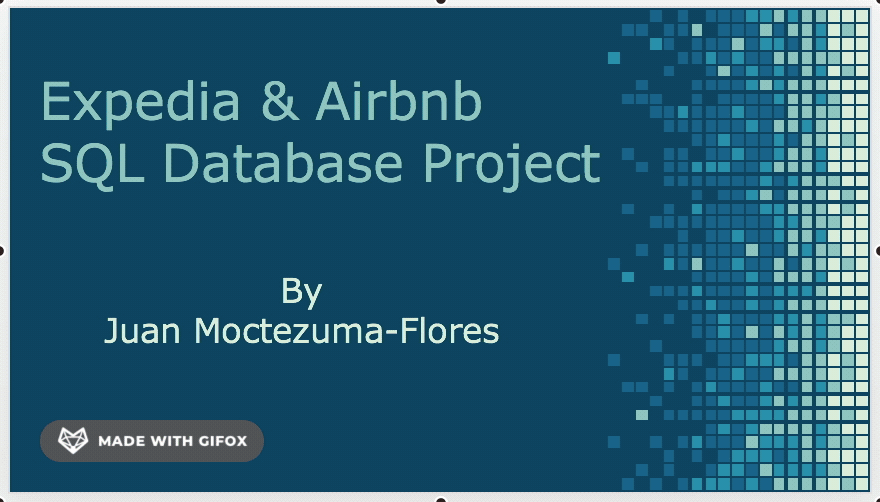 Expedia & Airbnb
SQL Database Project
By
Juan Moctezuma-Flores
MADE WITH GIFOX